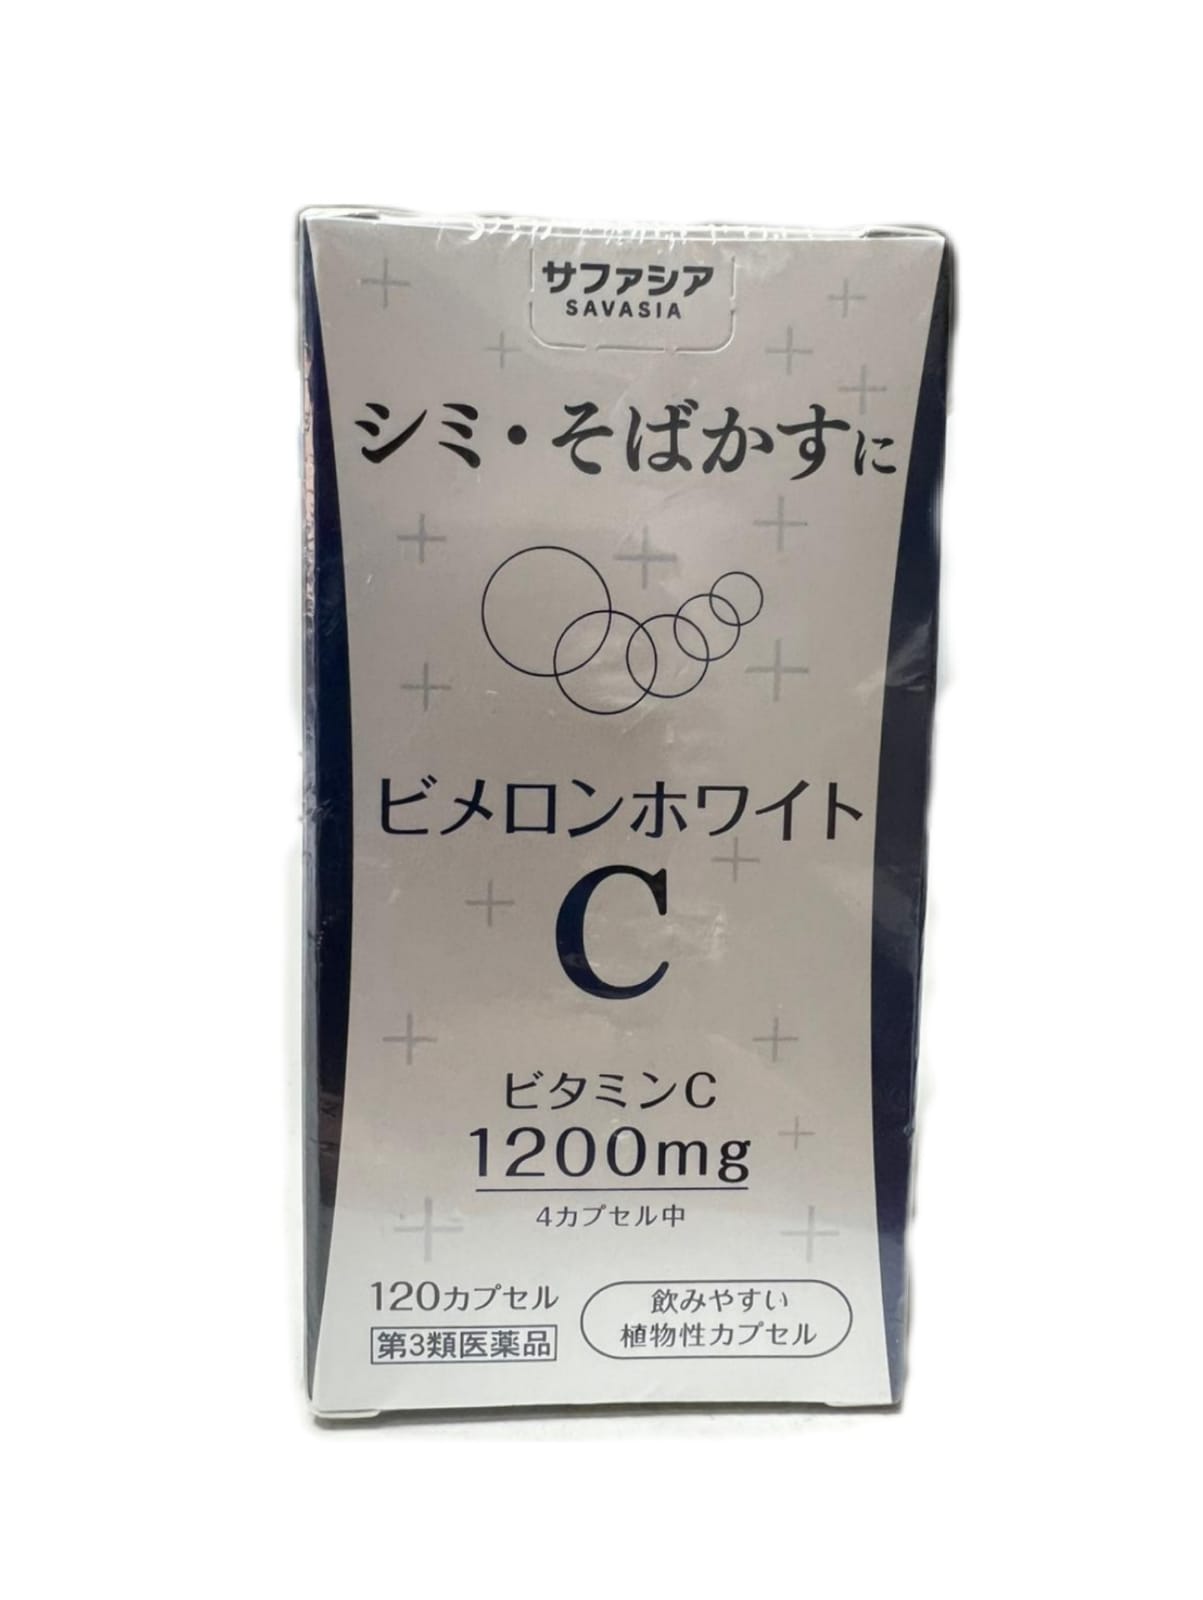 サファシア
SAVASIA
シミ・そばかすに
ビメロンホワイト
C
ビタミンC
1200mg
4カプセル中
120カプセル
第3類医薬品
飲みやすい
植物性カプセル